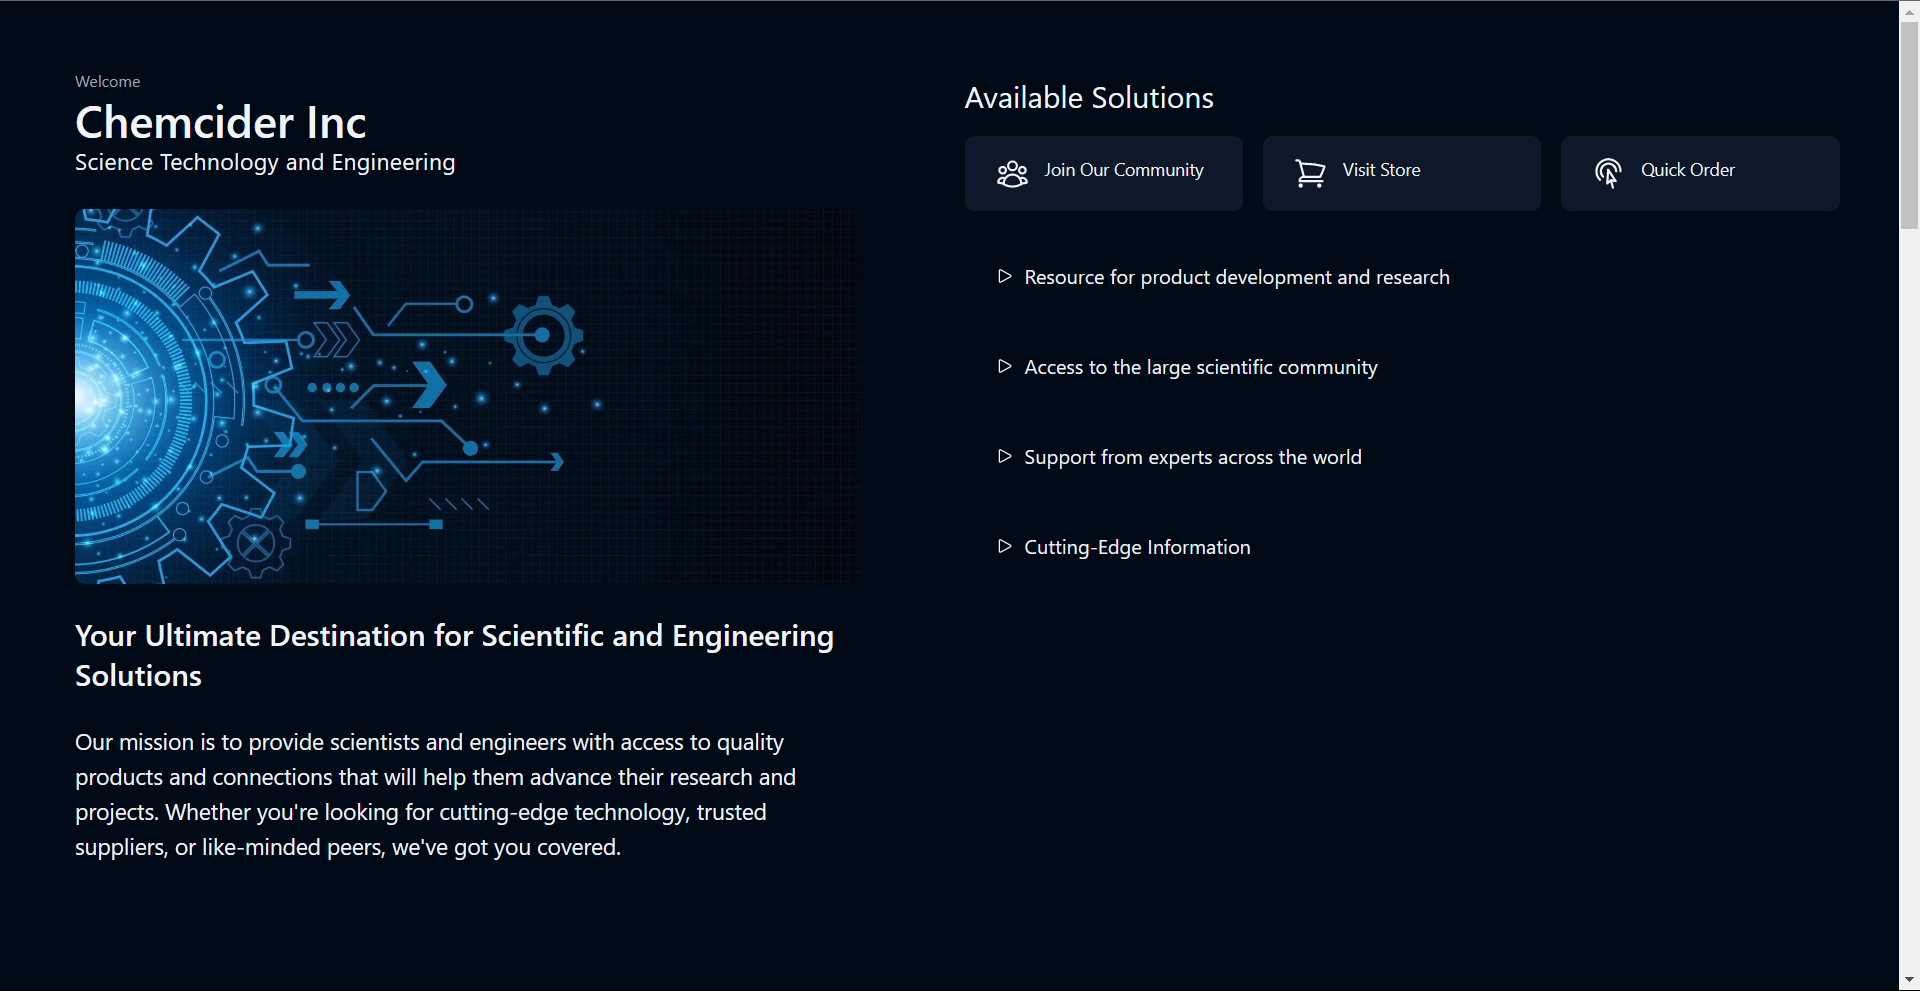 Welcome
Chemcider Inc
Science Technology and Engineering
Your Ultimate Destination for Scientific and Engineering
Solutions
Our mission is to provide scientists and engineers with access to quality
products and connections that will help them advance their research and
projects. Whether you're looking for cutting-edge technology, trusted
suppliers, or like-minded peers, we've got you covered.
Available Solutions
Join Our Community
Visit Store
Quick Order
Resource for product development and research
Access to the large scientific community
Support from experts across the world
Cutting-Edge Information